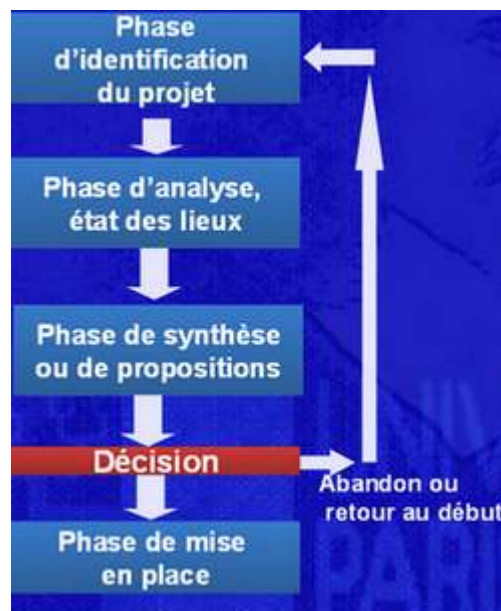 Phase
d’identification
du projet
Phase d’analyse,
état des lieux
Phase de synthèse
ou de propositions
Décision
Abandon ou
retour au début
Phase de mise
en place
PARI